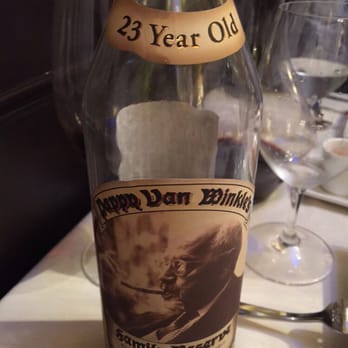 23 Year Old
Pappy Van Winkle's
Family Reserve